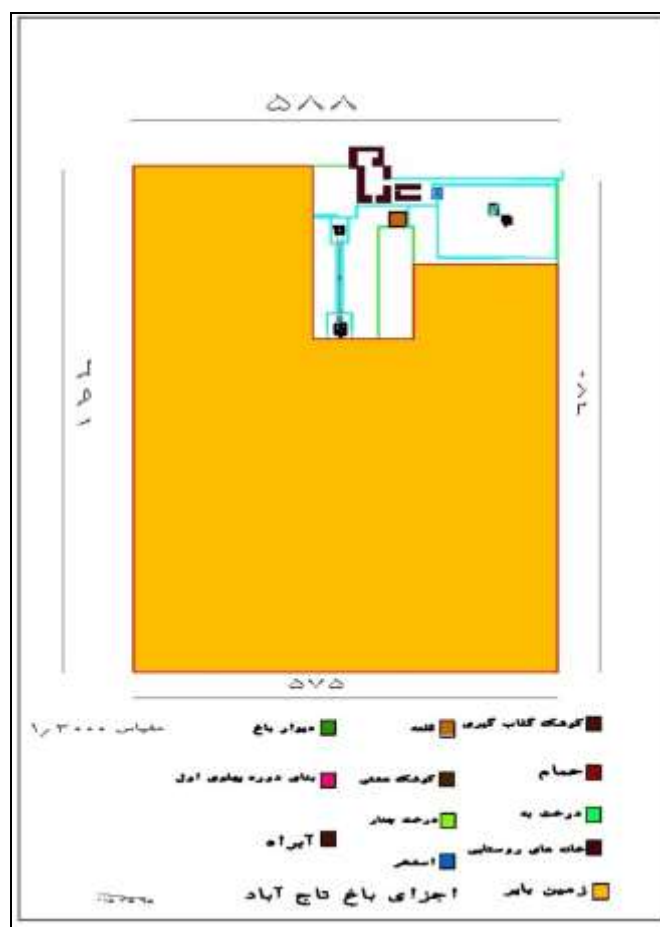 ۵۸۸
۵۷۵
مقیاس ۱/۳۰۰۰
کوشک گلاب گیری
قلعه
دیوار باغ
حمام
کوشک صفی
بنای دوره پهلوی اول
درخت به
درخت چنار
آبراه
خانه های روستایی
استخر
زمین بایر
اجزای باغ تاج آباد